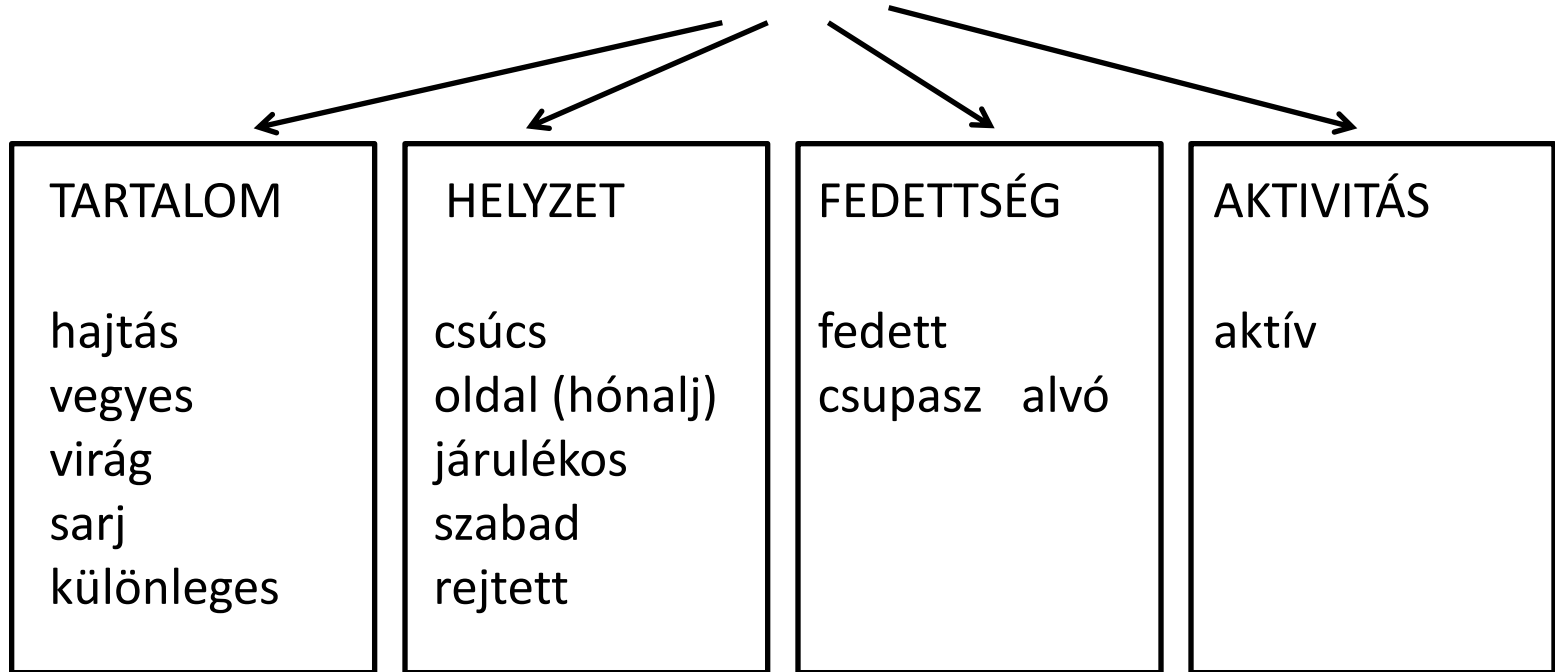 TARTALOM
hajtás
vegyes
virág
sarj
különleges
HELYZET
csúcs
oldal (hónalj)
járulékos
szabad
rejtett
FEDETTSÉG
fedett
csupasz alvó
AKTIVITÁS
aktív